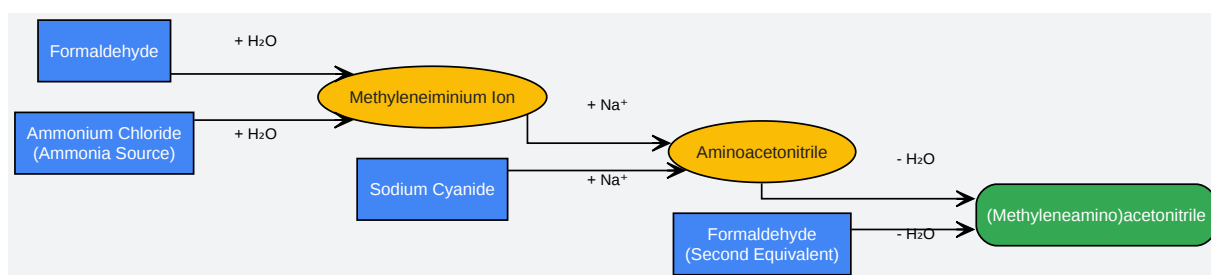 Formaldehyde
+ H₂O
Methyleneiminium Ion
Ammonium Chloride
(Ammonia Source)
+ H₂O
+ Na⁺
Aminoacetonitrile
Sodium Cyanide
+ Na⁺
- H₂O
(Methyleneamino)acetonitrile
Formaldehyde
(Second Equivalent)
- H₂O